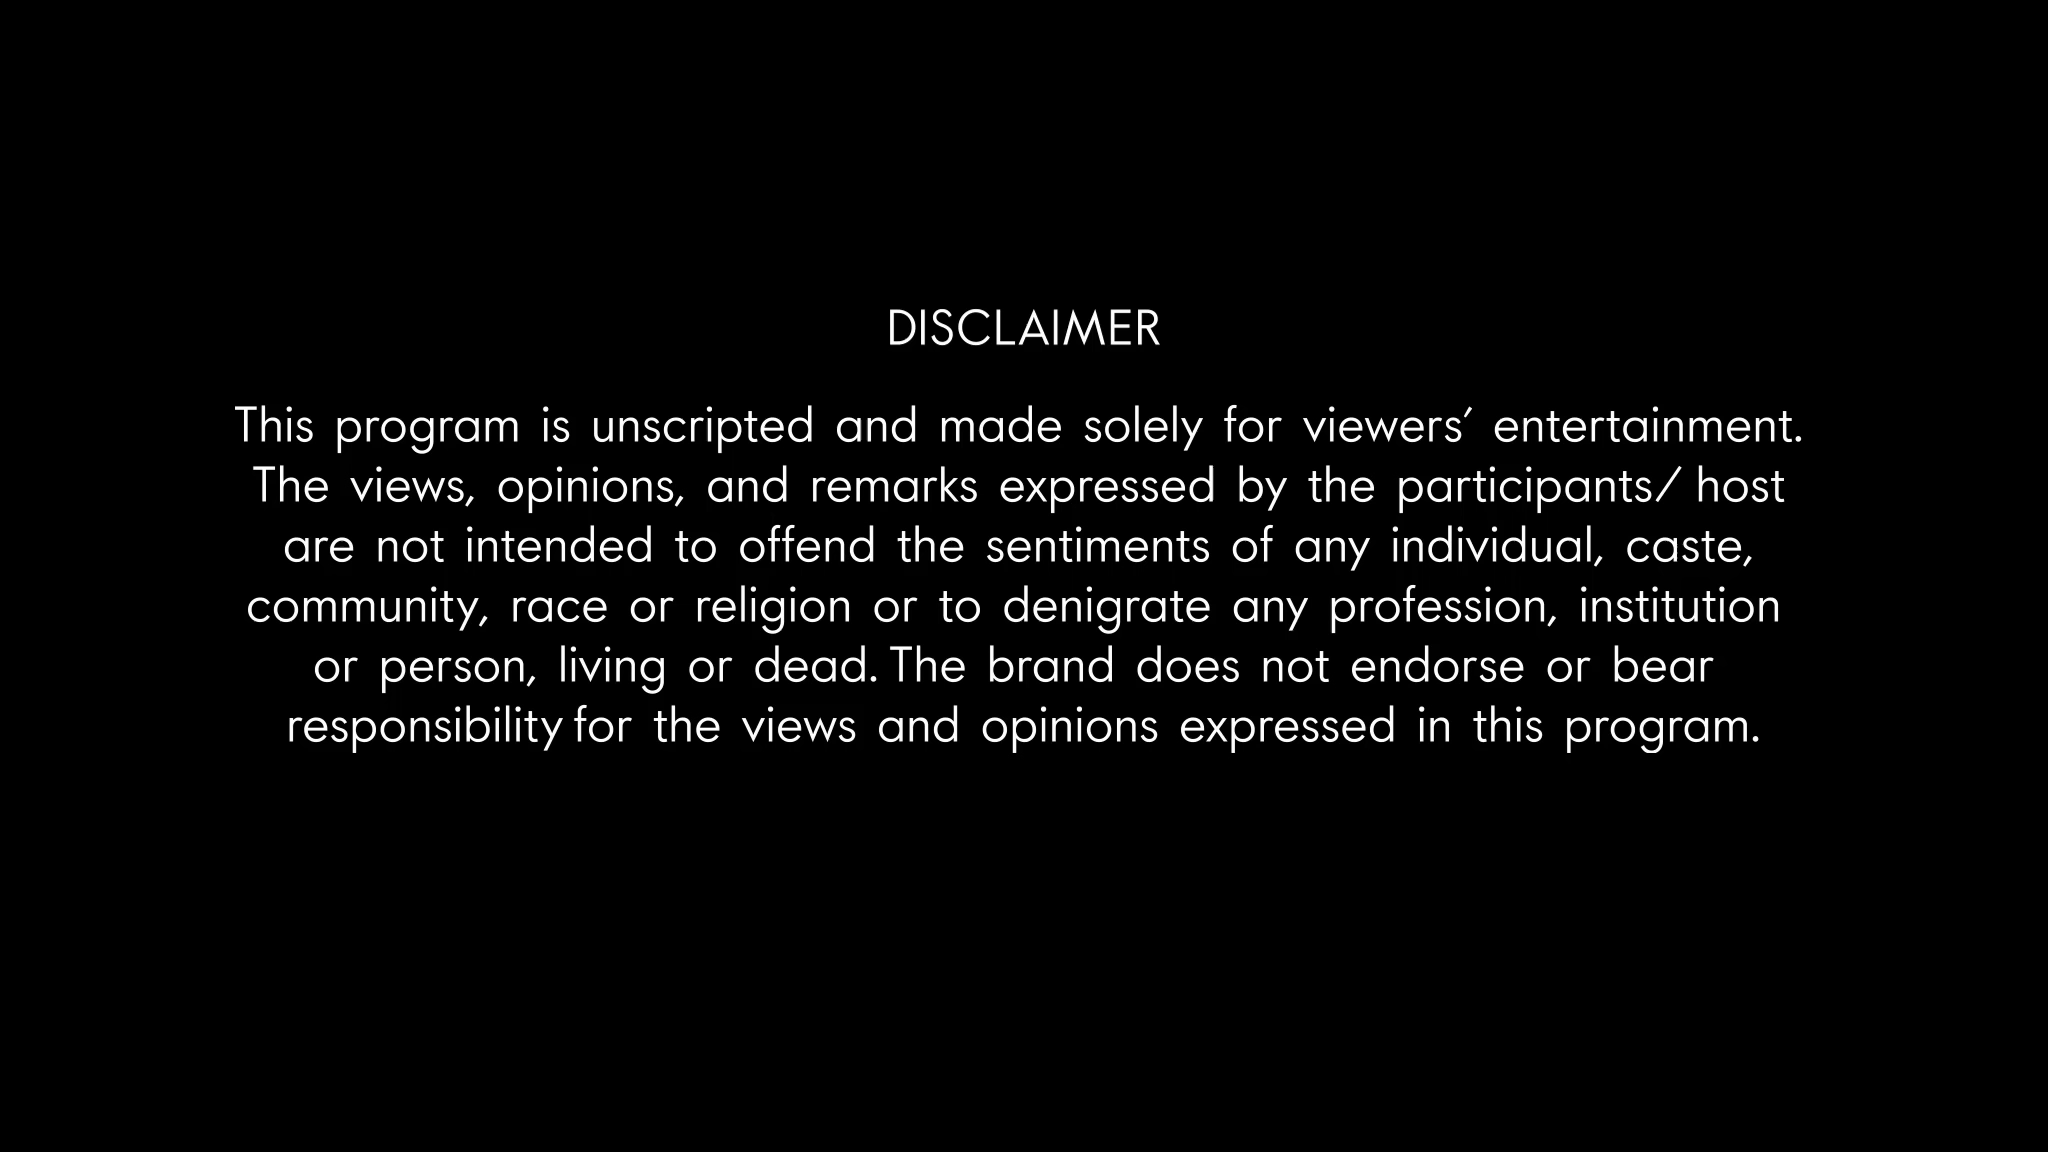 DISCLAIMER
This program is unscripted and made solely for viewers’ entertainment.
The views, opinions, and remarks expressed by the participants/ host
are not intended to offend the sentiments of any individual, caste,
community, race or religion or to denigrate any profession, institution
or person, living or dead. The brand does not endorse or bear
responsibility for the views and opinions expressed in this program.